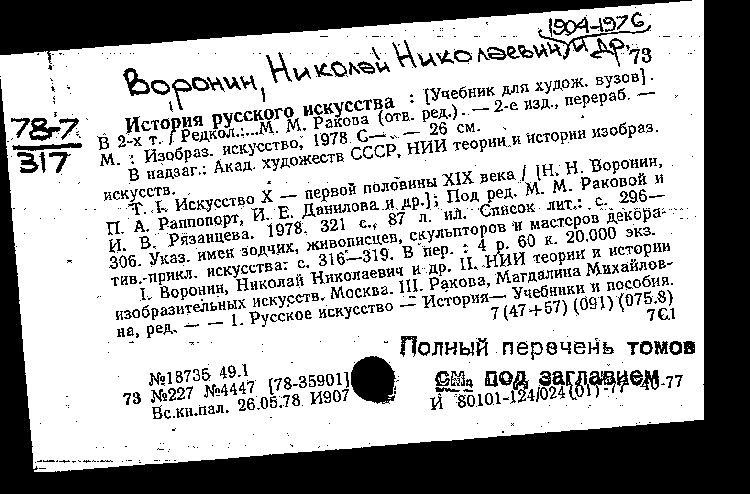 1904-1976
Воронин, Николай Николаевич и др.
73
78-7
317
История русского искусства : [Учебник для худож. вузов].
В 2-х т. / Редкол.:...М. М. Ракова (отв. ред.). — 2-е изд., перераб. —
М. : Изобраз. искусство, 1978 — 26 см.
В надзаг.: Акад. художеств СССР, НИИ теории и истории изобраз.
искусств.
Т. 1. Искусство X — первой половины XIX века / [Н. Н. Воронин,
П. А. Раппопорт, И. Е. Данилова и др.]; Под ред. М. М. Раковой и
И. В. Рязанцева. 1978. 321 с., 87 л. ил. Список лит.: с. 296—
306. Указ. имен зодчих, живописцев, скульпторов и мастеров декора-
тив.-прикл. искусства: с. 316—319. В пер. : 4 р. 60 к. 20.000 экз.
I. Воронин, Николай Николаевич и др. II. НИИ теории и истории
изобразительных искусств. Москва. III. Ракова, Магдалина Михайлов-
на, ред. — — 1. Русское искусство — История— Учебники и пособия.
7(47+57)(091)(075.8)
7С1
Полный перечень томов
см. под заглавием
№18735 49.1
73 №227 №4447 [78-35901]
Вс.кн.пал. 26.05.78 И907
И 80101-124/024(01)-77 40-77